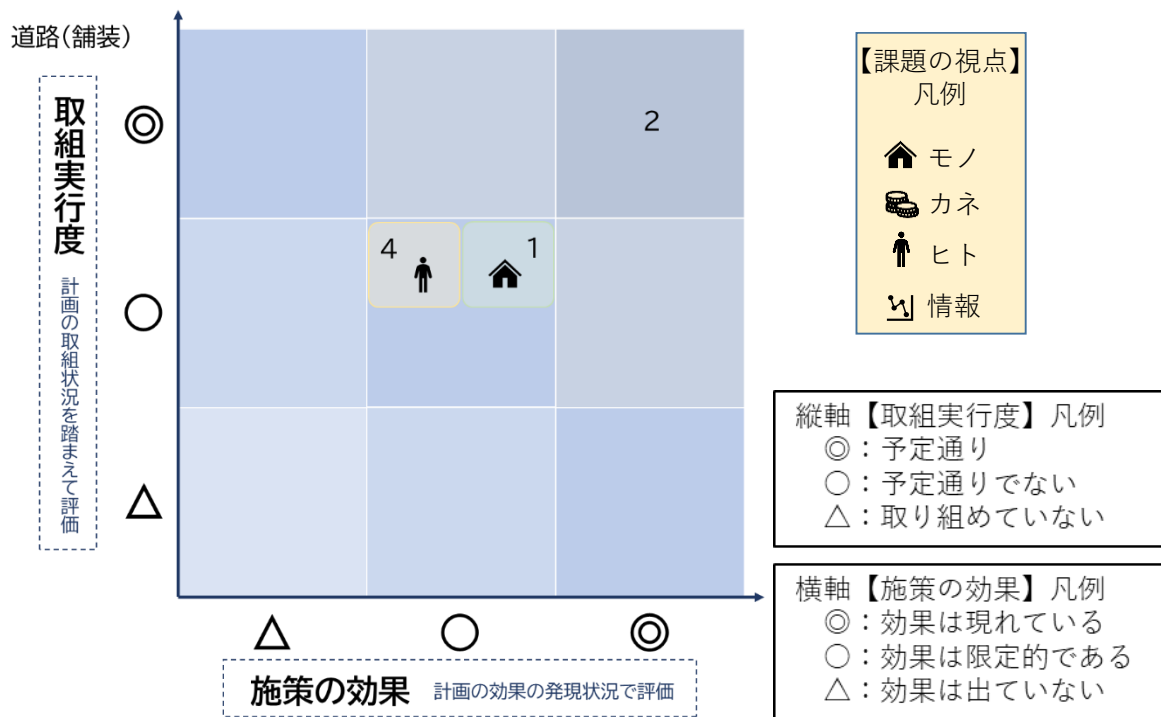 道路(舗装)
取組実行度
計画の取組状況を踏まえて評価
◎
○
△
2
4
1
△
○
◎
施策の効果 計画の効果の発現状況で評価
【課題の視点】
凡例
モノ
カネ
ヒト
情報
縦軸【取組実行度】凡例
◎:予定通り
○:予定通りでない
△:取り組めていない
横軸【施策の効果】凡例
◎:効果は現れている
○:効果は限定的である
△:効果は出ていない